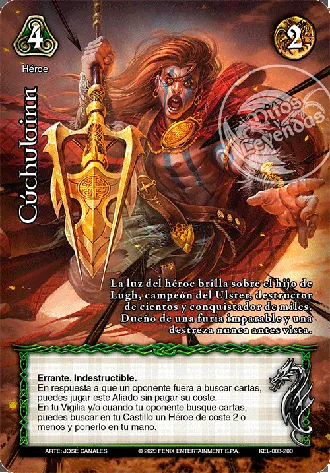 4
2
Héroe
Cúchulainn
Mitos y
Leyendas
La luz del héroe brilla sobre el hijo de
Lugh, campeón del Ulster, destructor
de cientos y conquistador de miles.
Dueño de una furia imparable y una
destreza nunca antes vista.
Errante. Indestructible.
En respuesta a que un oponente fuera a buscar cartas,
puedes jugar este Aliado sin pagar su coste.
En tu Vigilia y/o cuando tu oponente busque cartas,
puedes buscar en tu Castillo un Héroe de coste 2 o
menos y ponerlo en tu mano.
ARTE: JOSE CANALES
© 2023 FENIX ENTERTAINMENT S.P.A.